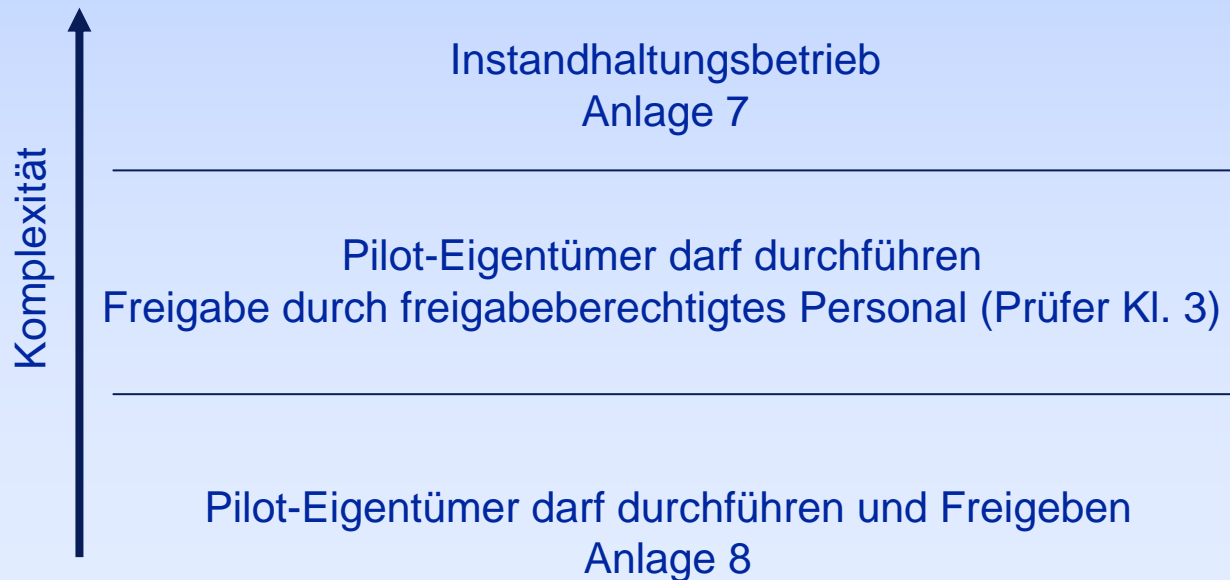 Komplexität
Instandhaltungsbetrieb
Anlage 7
Pilot-Eigentümer darf durchführen
Freigabe durch freigabeberechtigtes Personal (Prüfer Kl. 3)
Pilot-Eigentümer darf durchführen und Freigeben
Anlage 8